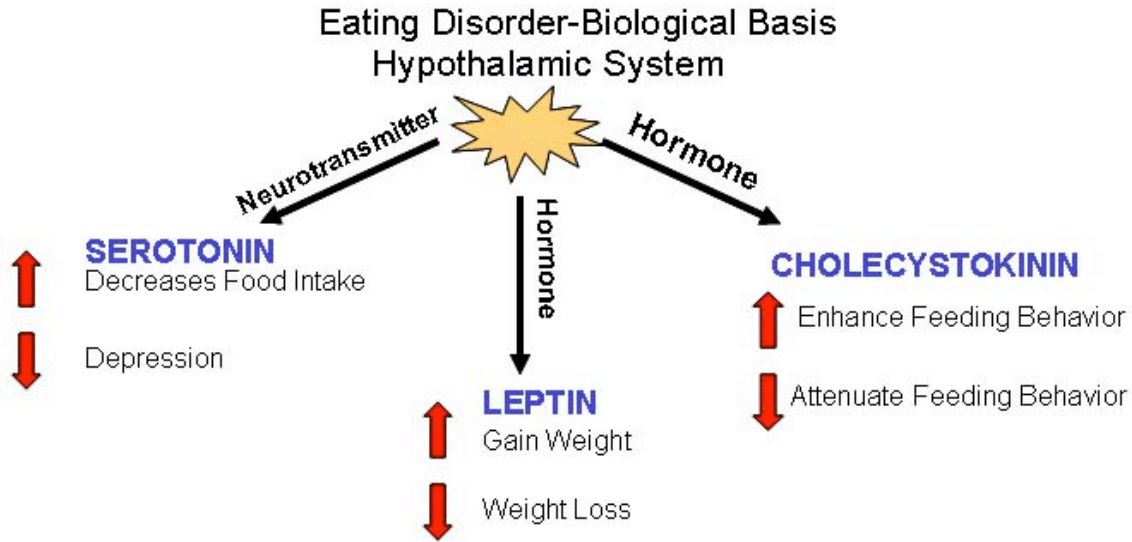 Eating Disorder-Biological Basis
Hypothalamic System
Neurotransmitter
Hormone
Hormone
SEROTONIN
Decreases Food Intake
Depression
LEPTIN
Gain Weight
Weight Loss
CHOLECYSTOKININ
Enhance Feeding Behavior
Attenuate Feeding Behavior